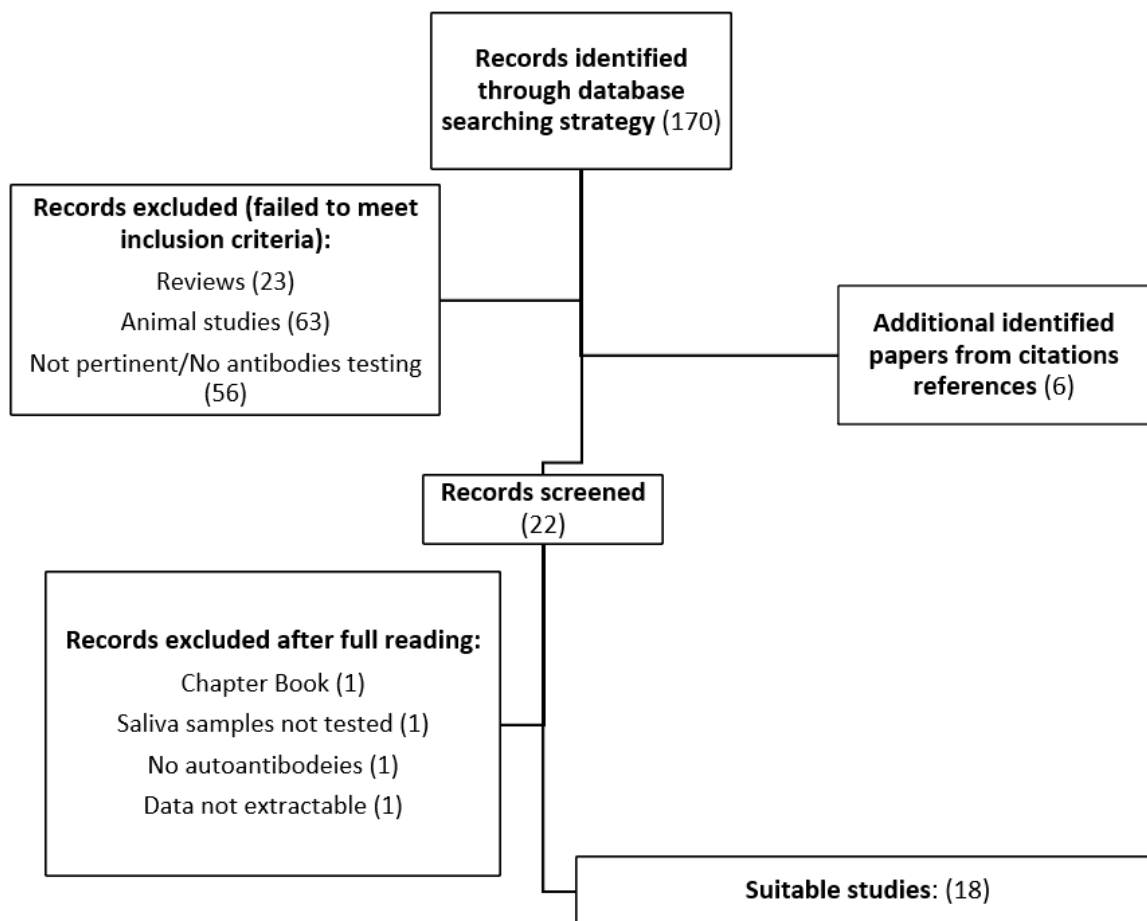 Records identified
through database
searching strategy (170)
Records excluded (failed to meet
inclusion criteria):
Reviews (23)
Animal studies (63)
Not pertinent/No antibodies testing
(56)
Additional identified
papers from citations
references (6)
Records screened
(22)
Records excluded after full reading:
Chapter Book (1)
Saliva samples not tested (1)
No autoantibodeies (1)
Data not extractable (1)
Suitable studies: (18)